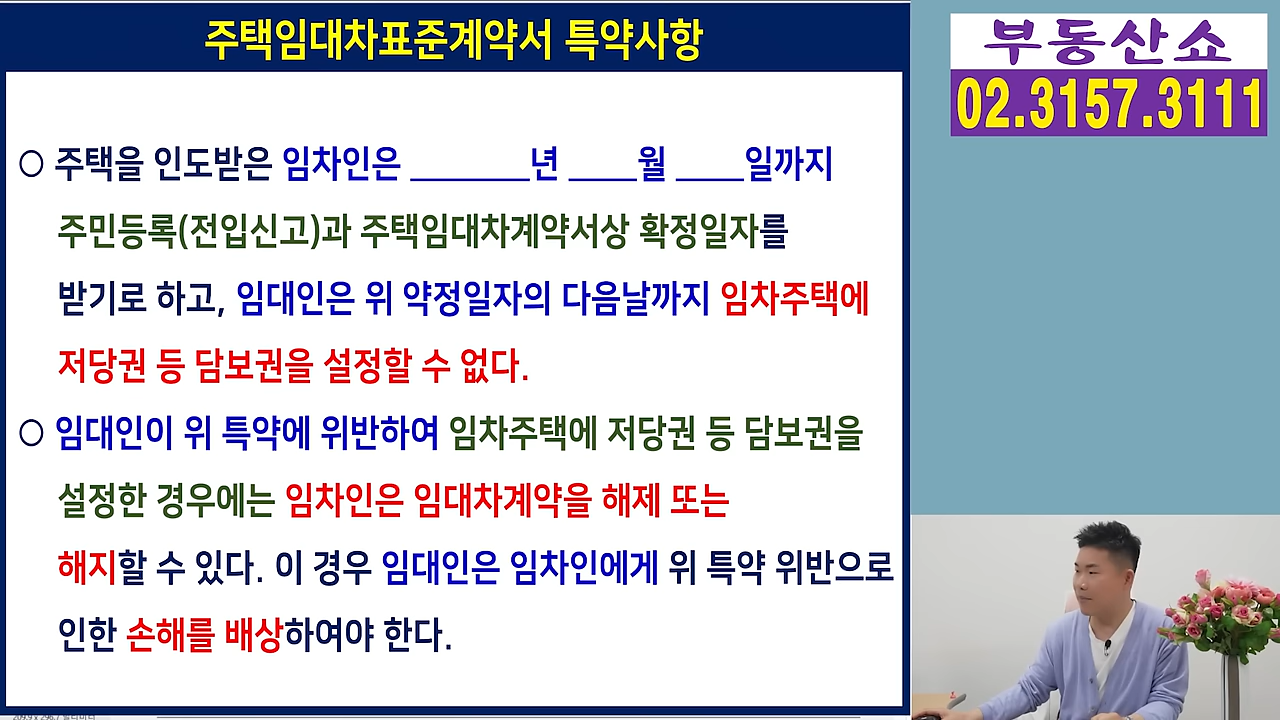 주택임대차표준계약서 특약사항
부동산쇼
02.3157.3111
○ 주택을 인도받은 임차인은 _______년 ____월 ____일까지
주민등록(전입신고)과 주택임대차계약서상 확정일자를
받기로 하고, 임대인은 위 약정일자의 다음날까지 임차주택에
저당권 등 담보권을 설정할 수 없다.
○ 임대인이 위 특약에 위반하여 임차주택에 저당권 등 담보권을
설정한 경우에는 임차인은 임대차계약을 해제 또는
해지할 수 있다. 이 경우 임대인은 임차인에게 위 특약 위반으로
인한 손해를 배상하여야 한다.